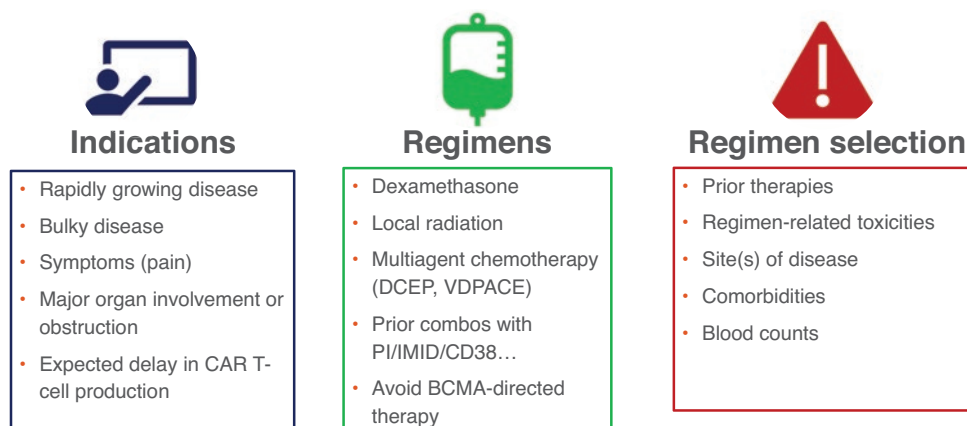 Indications
• Rapidly growing disease
• Bulky disease
• Symptoms (pain)
• Major organ involvement or
obstruction
• Expected delay in CAR T-
cell production
Regimens
• Dexamethasone
• Local radiation
• Multiagent chemotherapy
(DCEP, VDPACE)
• Prior combos with
PI/IMID/CD38…
• Avoid BCMA-directed
therapy
Regimen selection
• Prior therapies
• Regimen-related toxicities
• Site(s) of disease
• Comorbidities
• Blood counts